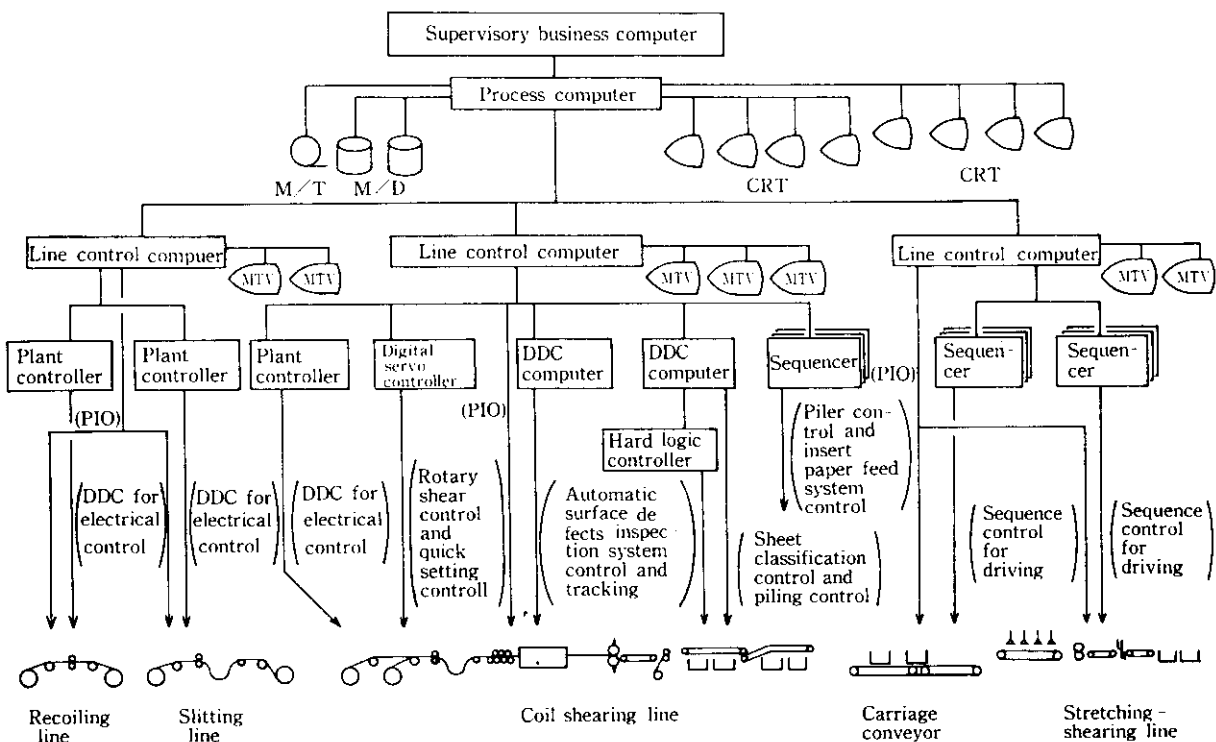 Supervisory business computer
Process computer
M/T
M/D
CRT
CRT
Line control compuer
MTV
MTV
Line control computer
MTV
MTV
MTV
Line control computer
MTV
MTV
Plant
controller
Plant
controller
Plant
controller
Digital
servo
controller
DDC
computer
DDC
computer
Sequencer
Sequen-
cer
Sequen-
cer
(PIO)
(PIO)
(PIO)
Hard logic
controller
(Piler con-
trol and
insert
paper feed
system
control)
(DDC for
electrical
control)
(DDC for
electrical
control)
(DDC for
electrical
control)
(Rotary
shear
control
and
quick
setting
controll)
(Automatic
surface de
fects inspec-
tion system
control and
tracking)
(Sheet
classification
control and
piling control)
(Sequence
control
for
driving)
(Sequence
control
for
driving)
Recoiling
line
Slitting
line
Coil shearing line
Carriage
conveyor
Stretching-
shearing line